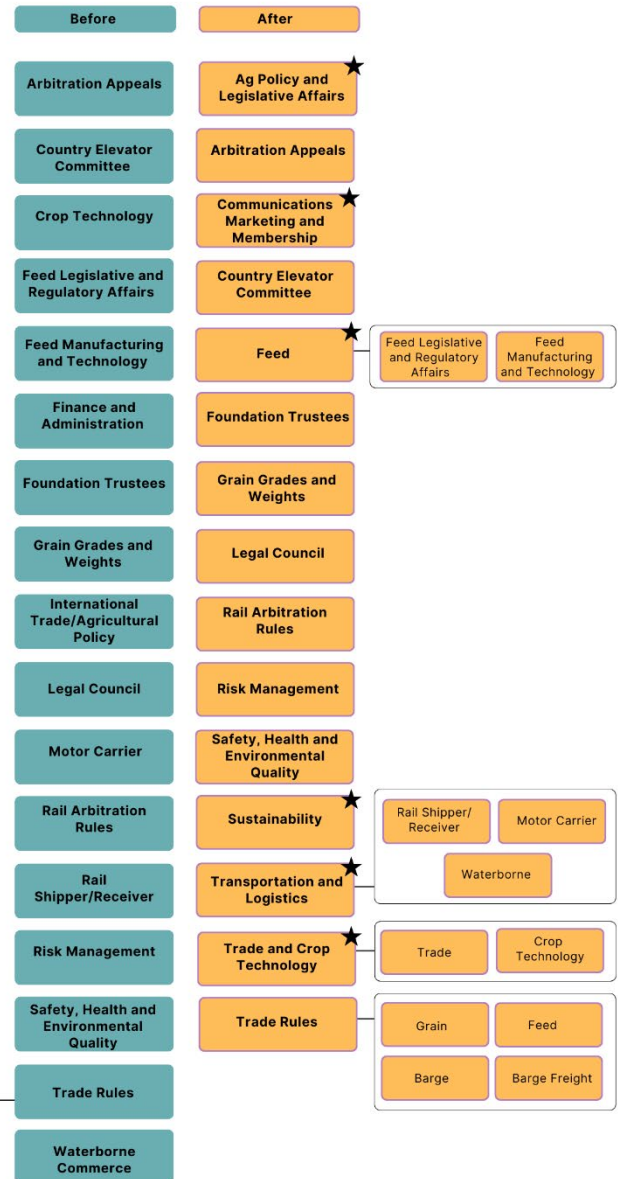 Before
After
Arbitration Appeals
Ag Policy and
Legislative Affairs
Country Elevator
Committee
Arbitration Appeals
Crop Technology
Communications
Marketing and
Membership
Feed Legislative and
Regulatory Affairs
Country Elevator
Committee
Feed Manufacturing
and Technology
Feed
Feed Legislative
and Regulatory
Affairs
Feed
Manufacturing
and Technology
Finance and
Administration
Foundation Trustees
Foundation Trustees
Grain Grades and
Weights
Grain Grades and
Weights
Legal Council
International
Trade/Agricultural
Policy
Rail Arbitration
Rules
Legal Council
Risk Management
Motor Carrier
Safety, Health and
Environmental
Quality
Rail Arbitration
Rules
Sustainability
Rail Shipper/
Receiver
Motor Carrier
Waterborne
Rail
Shipper/Receiver
Transportation and
Logistics
Risk Management
Trade and Crop
Technology
Trade
Crop
Technology
Safety, Health and
Environmental
Quality
Trade Rules
Grain
Feed
Barge
Barge Freight
Trade Rules
Waterborne
Commerce